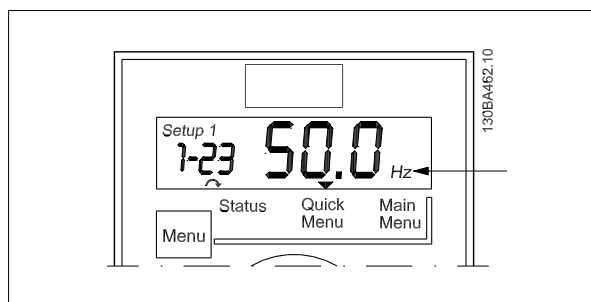 130BA462.10
Setup 1
1-23 50.0 Hz
Status Quick Menu Main Menu
Menu